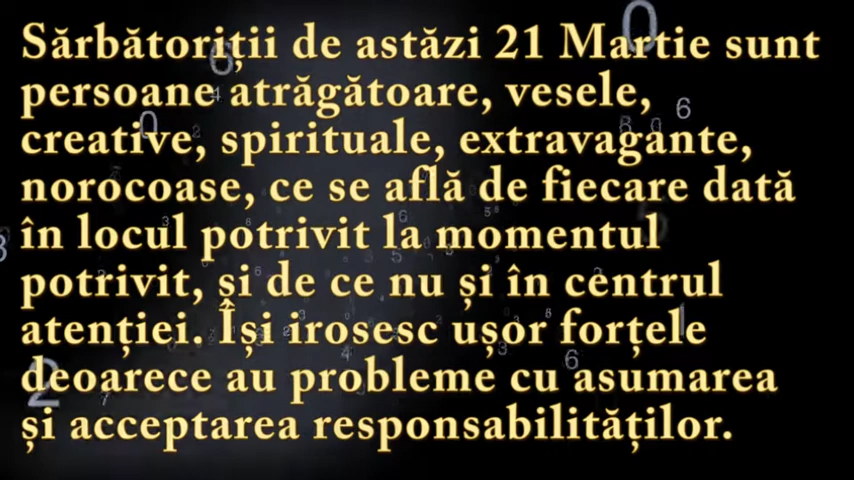 Sărbătoriții de astăzi 21 Martie sunt
persoane atrăgătoare, vesele,
creative, spirituale, extravagante,
norocoase, ce se află de fiecare dată
în locul potrivit la momentul
potrivit, și de ce nu și în centrul
atenției. Își irosesc ușor forțele
deoarece au probleme cu asumarea
și acceptarea responsabilităților.